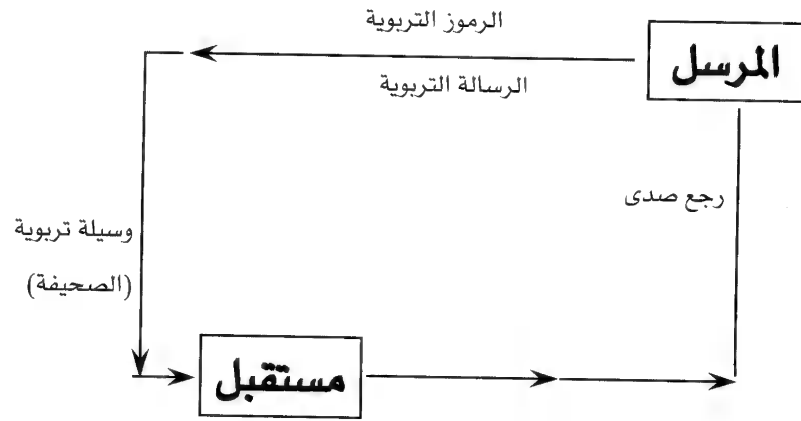 الرموز التربوية
المرسل
الرسالة التربوية
رجع صدى
وسيلة تربوية
(الصحيفة)
مستقبل